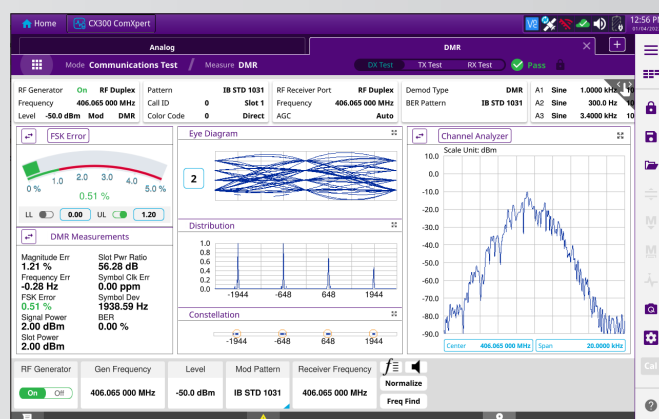 Home CX300 ComXpert VE 12:56 PM
01/04/202
Analog DMR
Mode Communications Test / Measure DMR DX Test TX Test RX Test Pass
RF Generator On RF Duplex
Frequency 406.065 000 MHz
Level -50.0 dBm Mod DMR
Pattern IB STD 1031
Call ID 0 Slot 1
Color Code 0 Direct
RF Receiver Port RF Duplex
Frequency 406.065 000 MHz
AGC Auto
Demod Type DMR
BER Pattern IB STD 1031
A1 Sine 1.0000 kHz 10
A2 Sine 300.0 Hz
A3 Sine 3.4000 kHz 10
FSK Error
0 % 1.0 2.0 3.0 4.0 5.0 %
0.51 %
LL 0.00 UL 1.20
DMR Measurements
Magnitude Err
1.21 %
Frequency Err
-0.28 Hz
FSK Error
0.51 %
Signal Power
2.00 dBm
Slot Power
2.00 dBm
Slot Pwr Ratio
56.28 dB
Symbol Clk Err
0.00 ppm
Symbol Dev
1938.59 Hz
BER
0.00 %
Eye Diagram
2
Distribution
1.0
0.8
0.6
0.4
0.2
0.0
-1944 -648 648 1944
Constellation
-1944 -648 648 1944
Channel Analyzer
Scale Unit: dBm
10.0
0.0
-10.0
-20.0
-30.0
-40.0
-50.0
-60.0
-70.0
-80.0
-90.0
Center 406.065 000 MHz Span 20.0000 kHz
RF Generator
On Off
Gen Frequency
406.065 000 MHz
Level
-50.0 dBm
Mod Pattern
IB STD 1031
Receiver Frequency
406.065 000 MHz
Normalize
Freq Find
M
M
Cal